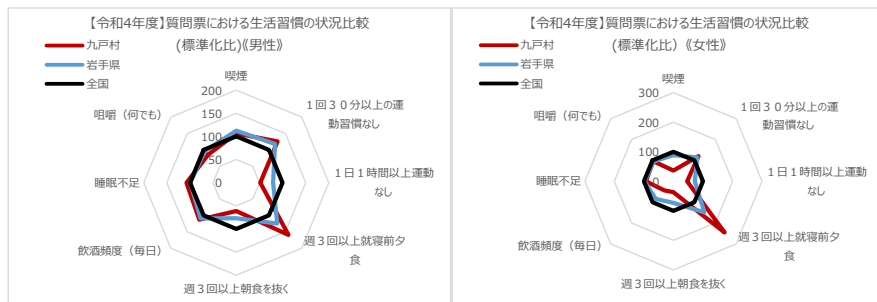 【令和4年度】質問票における生活習慣の状況比較
(標準化比)《男性》
九戸村
岩手県
全国
喫煙
200
150
100
50
0
1回30分以上の運
動習慣なし
1日1時間以上運動
なし
週3回以上就寝前夕
食
週3回以上朝食を抜く
飲酒頻度(毎日)
睡眠不足
咀嚼(何でも)
【令和4年度】質問票における生活習慣の状況比較
(標準化比)《女性》
九戸村
岩手県
全国
喫煙
300
200
100
0
1回30分以上の運
動習慣なし
1日1時間以上運動
なし
週3回以上就寝前夕
食
週3回以上朝食を抜く
飲酒頻度(毎日)
睡眠不足
咀嚼(何でも)